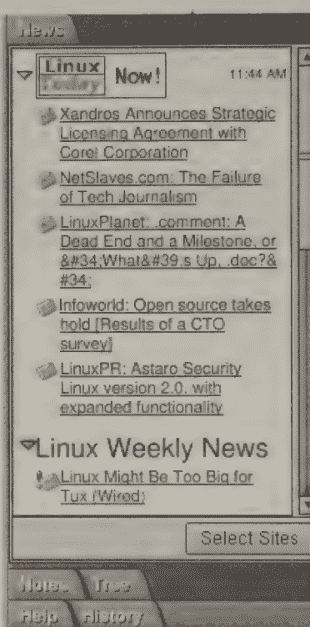 News
Linux
Today
Now!
11:44 AM
Xandros Announces Strategic
Licensing Agreement with
Corel Corporation
NetSlaves.com: The Failure
of Tech Journalism
LinuxPlanet: .comment: A
Dead End and a Milestone, or
&#34;What&#39;s Up, .doc?&
#34;
Infoworld: Open source takes
hold [Results of a CTO
survey]
LinuxPR: Astaro Security
Linux version 2.0, with
expanded functionality
Linux Weekly News
Linux Might Be Too Big for
Tux (Wired)
Select Sites
Notes
Tree
Help
History